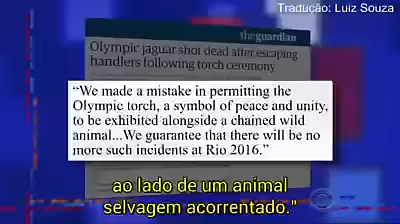 Tradução: Luiz Souza
theguardian
Olympic jaguar shot dead after escaping
handlers following torch ceremony
“We made a mistake in permitting the
Olympic torch, a symbol of peace and unity,
to be exhibited alongside a chained wild
animal...We guarantee that there will be no
more such incidents at Rio 2016.”
ao lado de um animal
selvagem acorrentado."